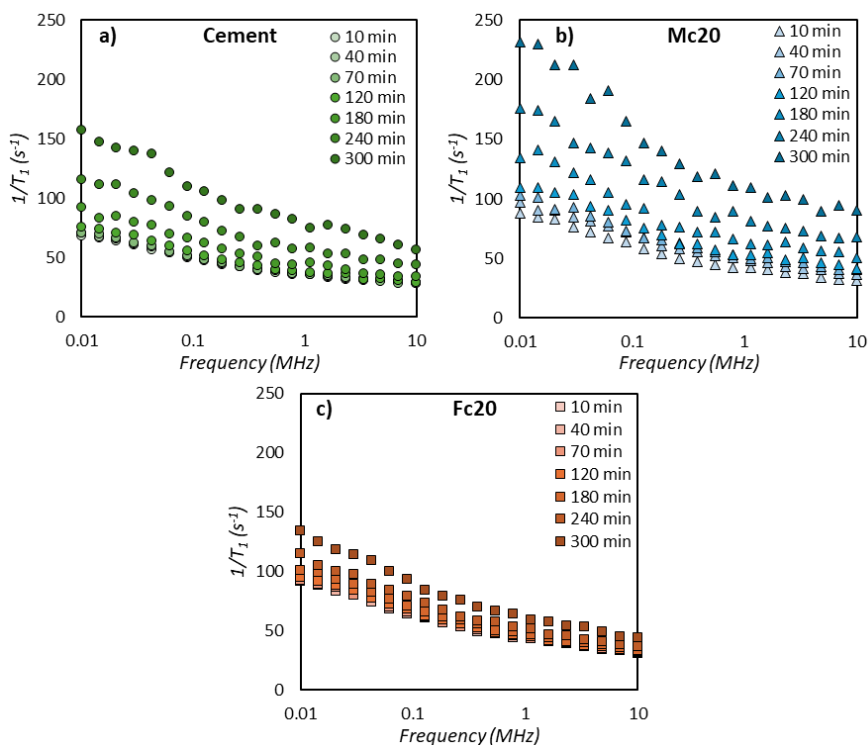 a) Cement
250
200
150
100
50
0
1/T₁ (s⁻¹)
10 min
40 min
70 min
120 min
180 min
240 min
300 min
0.01 0.1 1 10
Frequency (MHz)
b) Mc20
250
200
150
100
50
0
1/T₁ (s⁻¹)
10 min
40 min
70 min
120 min
180 min
240 min
300 min
0.01 0.1 1 10
Frequency (MHz)
c) Fc20
250
200
150
100
50
0
1/T₁ (s⁻¹)
10 min
40 min
70 min
120 min
180 min
240 min
300 min
0.01 0.1 1 10
Frequency (MHz)